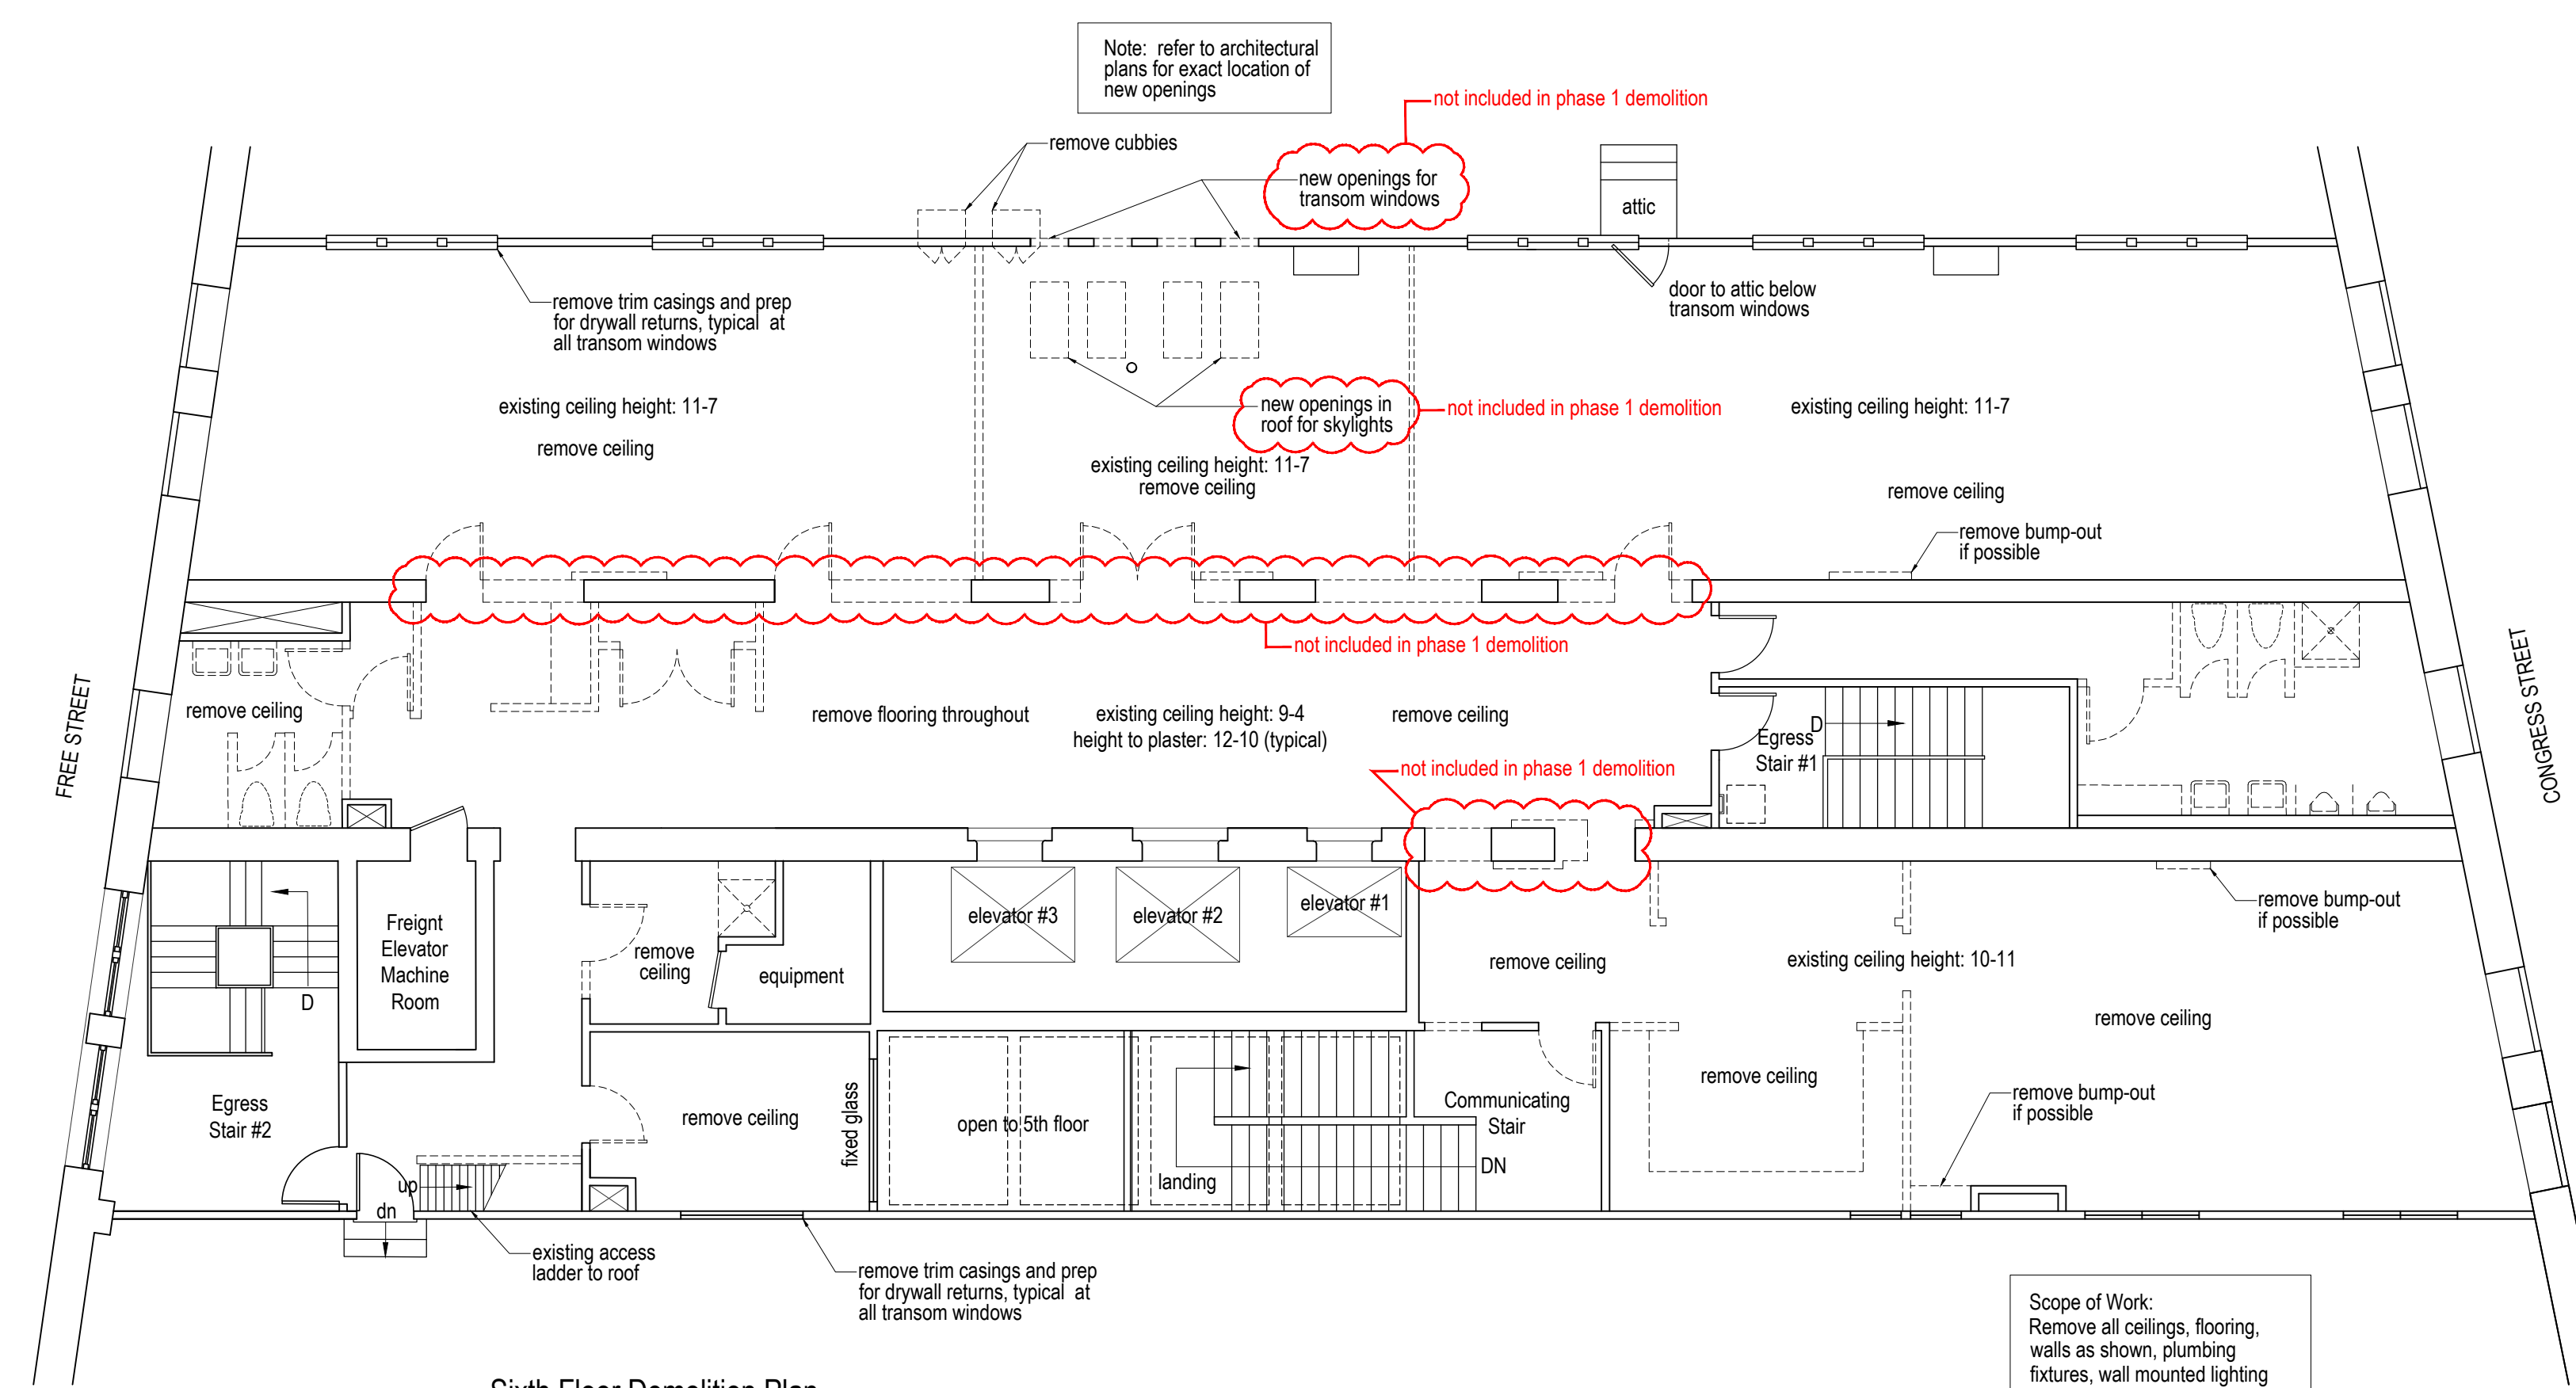 Note:  refer to architectural
plans for exact location of
new openings
not included in phase 1 demolition
remove cubbies
new openings for
transom windows
attic
remove trim casings and prep
for drywall returns, typical  at
all transom windows
door to attic below
transom windows
existing ceiling height: 11-7
remove ceiling
new openings in
roof for skylights
not included in phase 1 demolition
existing ceiling height: 11-7
remove ceiling
existing ceiling height: 11-7
remove ceiling
remove bump-out
if possible
not included in phase 1 demolition
FREE STREET
CONGRESS STREET
remove ceiling
remove flooring throughout
existing ceiling height: 9-4
height to plaster: 12-10 (typical)
remove ceiling
D
Egress
Stair #1
not included in phase 1 demolition
Freignt
Elevator
Machine
Room
D
remove
ceiling
equipment
elevator #3
elevator #2
elevator #1
remove ceiling
existing ceiling height: 10-11
remove bump-out
if possible
remove ceiling
Egress
Stair #2
remove ceiling
fixed glass
open to 5th floor
landing
Communicating
Stair
DN
remove ceiling
remove bump-out
if possible
up
dn
existing access
ladder to roof
remove trim casings and prep
for drywall returns, typical  at
all transom windows
Scope of Work:
Remove all ceilings, flooring,
walls as shown, plumbing
fixtures, wall mounted lighting
Sixth Floor Demolition Plan